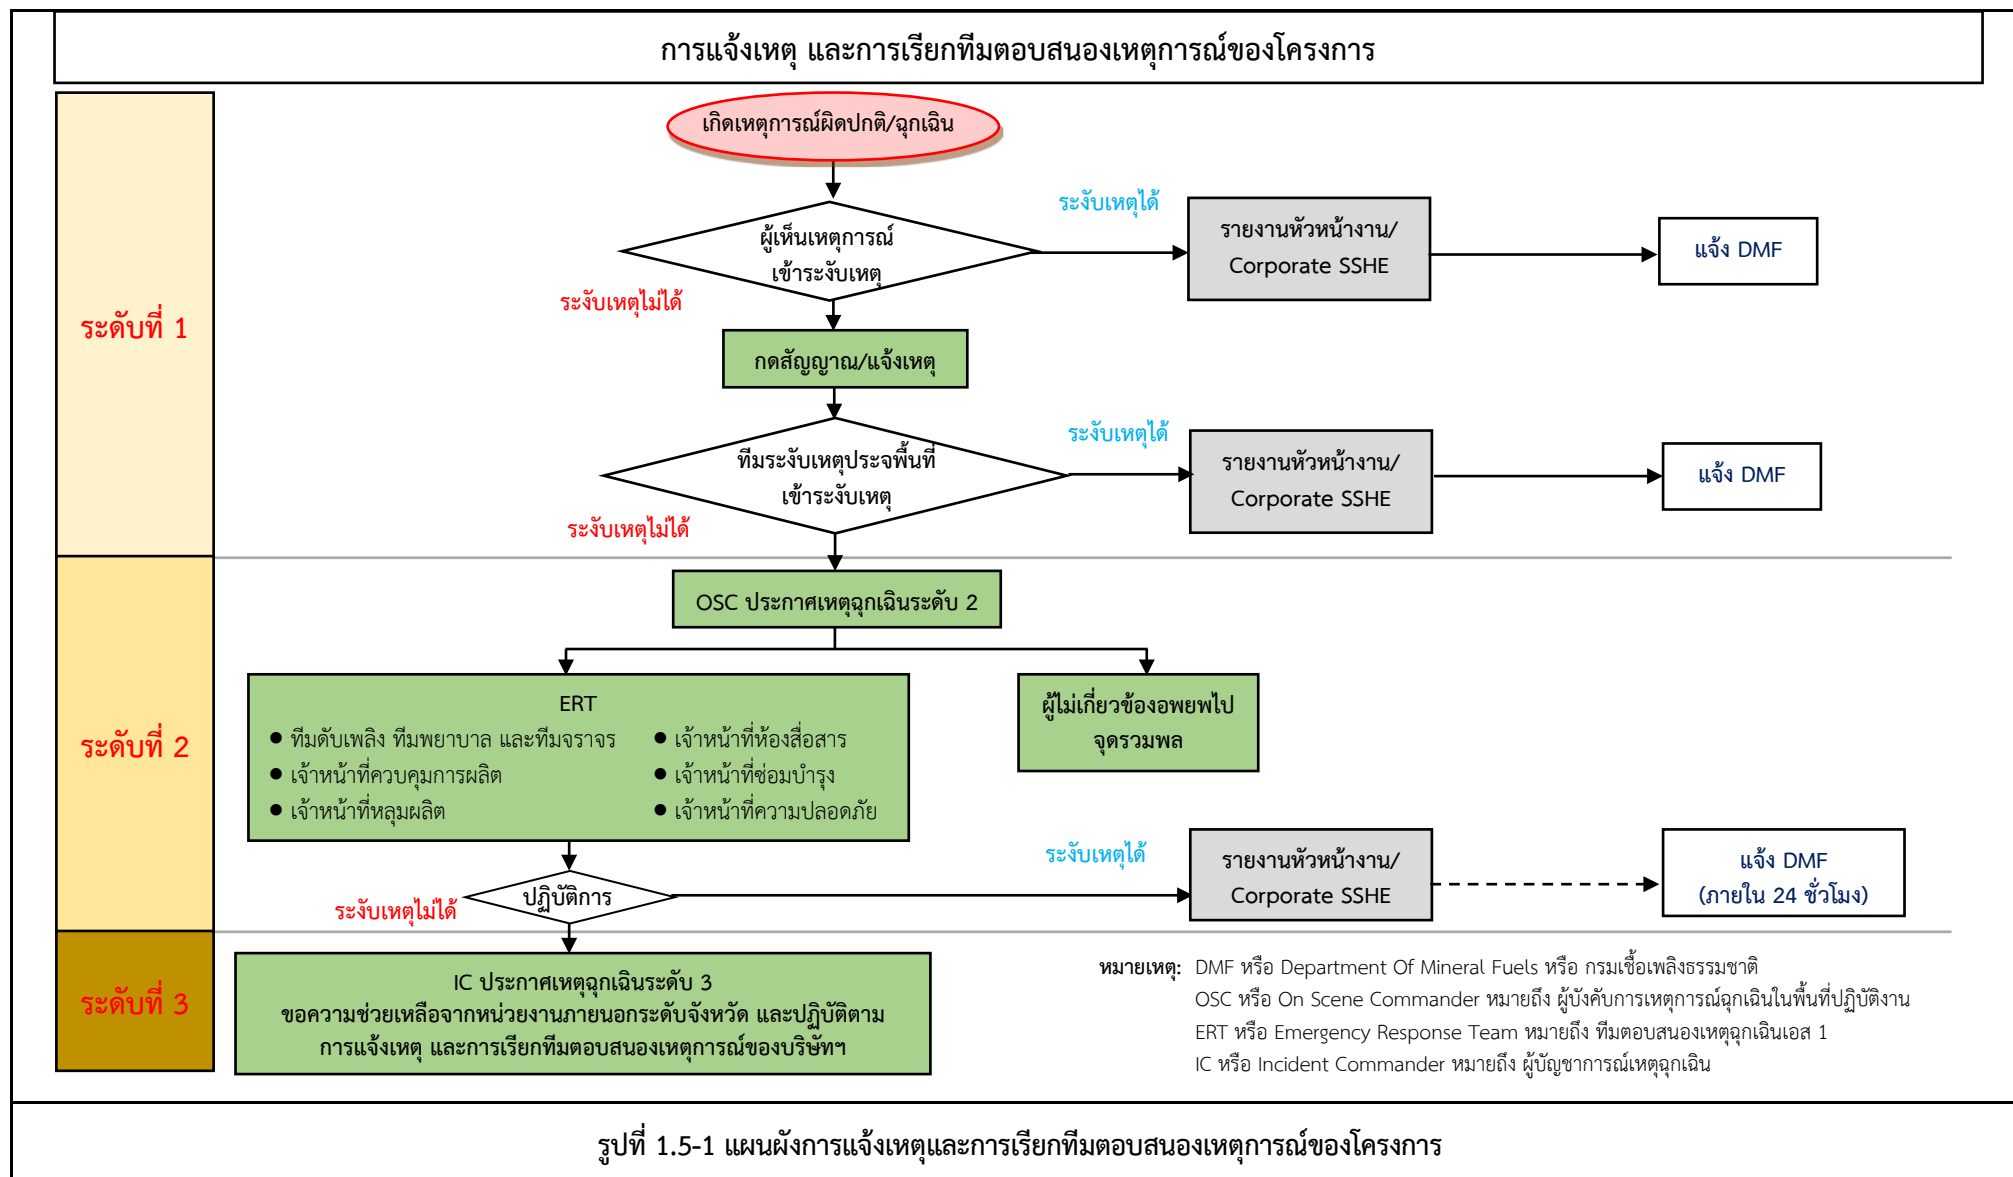 การแจ้งเหตุ และการเรียกทีมตอบสนองเหตุการณ์ของโครงการ
เกิดเหตุการณ์ผิดปกติ/ฉุกเฉิน
ระดับที่ 1
ผู้เห็นเหตุการณ์
เข้าระงับเหตุ
ระงับเหตุได้
รายงานหัวหน้างาน/
Corporate SSHE
แจ้ง DMF
ระงับเหตุไม่ได้
กดสัญญาณ/แจ้งเหตุ
ทีมระงับเหตุประจพื้นที่
เข้าระงับเหตุ
ระงับเหตุได้
รายงานหัวหน้างาน/
Corporate SSHE
แจ้ง DMF
ระงับเหตุไม่ได้
ระดับที่ 2
OSC ประกาศเหตุฉุกเฉินระดับ 2
ERT
● ทีมดับเพลิง ทีมพยาบาล และทีมจราจร
● เจ้าหน้าที่ควบคุมการผลิต
● เจ้าหน้าที่หลุมผลิต
● เจ้าหน้าที่ห้องสื่อสาร
● เจ้าหน้าที่ซ่อมบำรุง
● เจ้าหน้าที่ความปลอดภัย
ผู้ไม่เกี่ยวข้องอพยพไป
จุดรวมพล
ปฏิบัติการ
ระงับเหตุได้
รายงานหัวหน้างาน/
Corporate SSHE
แจ้ง DMF
(ภายใน 24 ชั่วโมง)
ระงับเหตุไม่ได้
ระดับที่ 3
IC ประกาศเหตุฉุกเฉินระดับ 3
ขอความช่วยเหลือจากหน่วยงานภายนอกระดับจังหวัด และปฏิบัติตาม
การแจ้งเหตุ และการเรียกทีมตอบสนองเหตุการณ์ของบริษัทฯ
หมายเหตุ: DMF หรือ Department Of Mineral Fuels หรือ กรมเชื้อเพลิงธรรมชาติ
OSC หรือ On Scene Commander หมายถึง ผู้บังคับการเหตุการณ์ฉุกเฉินในพื้นที่ปฏิบัติงาน
ERT หรือ Emergency Response Team หมายถึง ทีมตอบสนองเหตุฉุกเฉินเอส 1
IC หรือ Incident Commander หมายถึง ผู้บัญชาการณ์เหตุฉุกเฉิน
รูปที่ 1.5-1 แผนผังการแจ้งเหตุและการเรียกทีมตอบสนองเหตุการณ์ของโครงการ